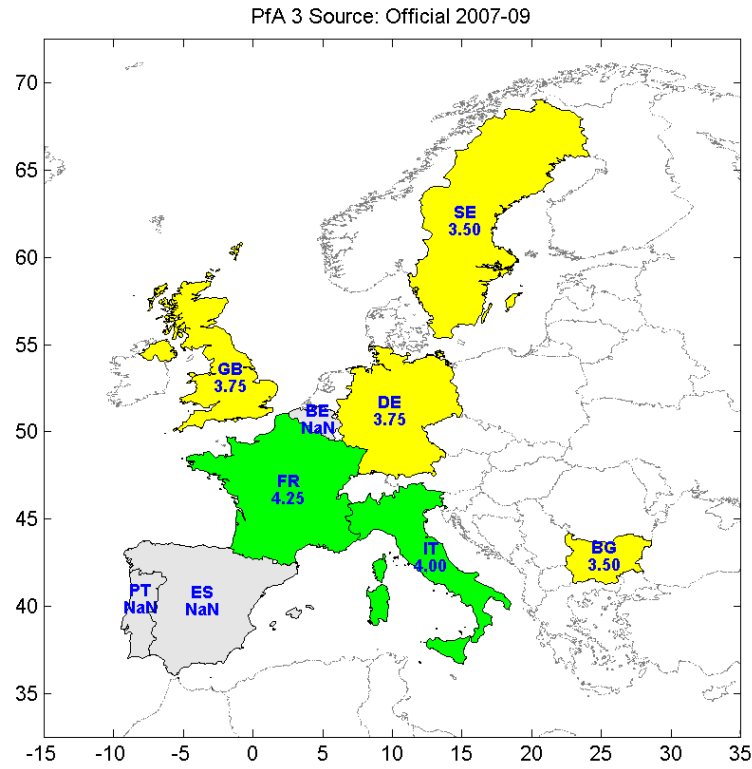 PfA 3 Source: Official 2007-09
70
65
60
55
50
45
40
35
SE
3.50
GB
3.75
DE
3.75
BE
NaN
FR
4.25
IT
4.00
BG
3.50
PT
NaN
ES
NaN
-15 -10 -5 0 5 10 15 20 25 30 35